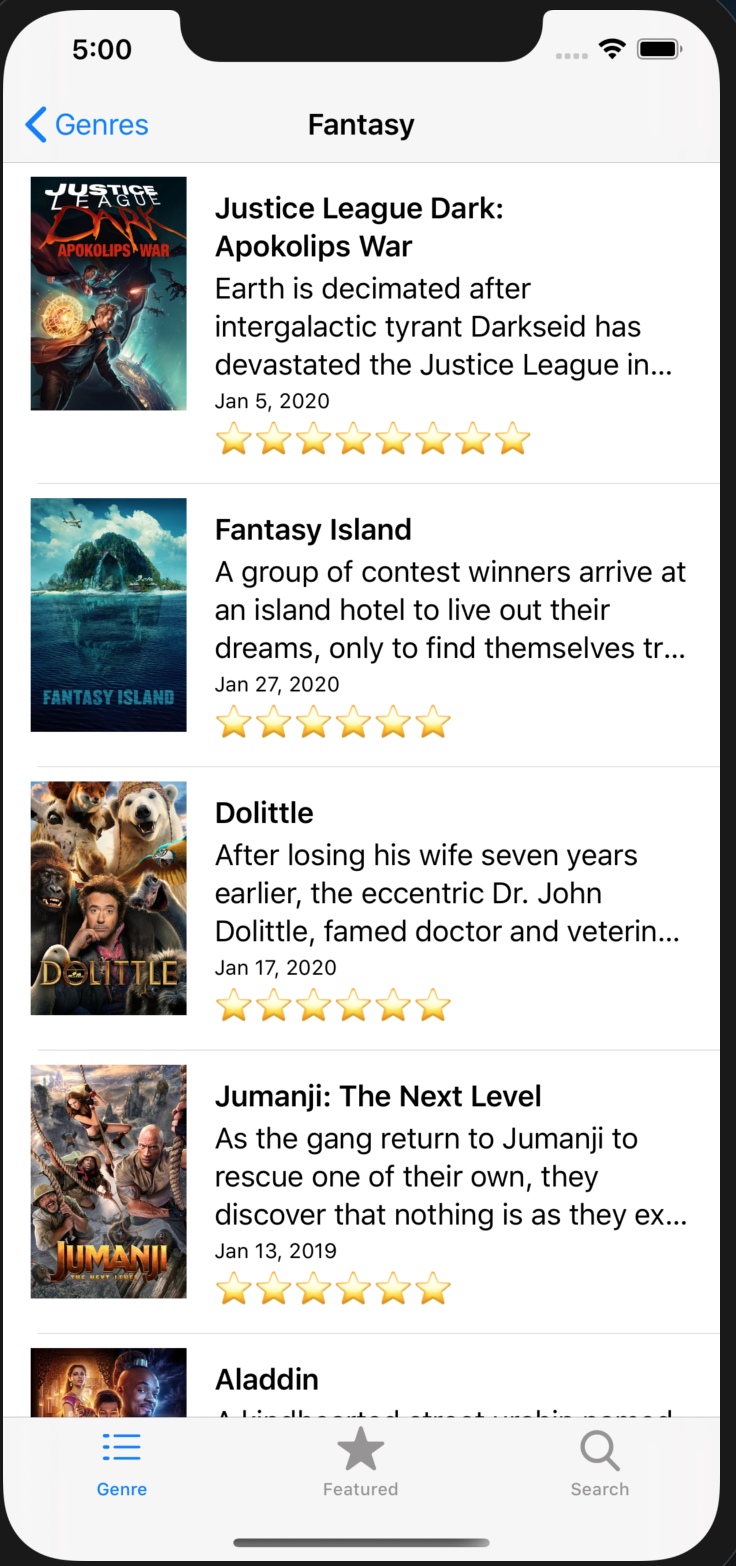 5:00
Genres
Fantasy
JUSTICE
LEAGUE
DARK
APOKOLIPS WAR
Justice League Dark:
Apokolips War
Earth is decimated after
intergalactic tyrant Darkseid has
devastated the Justice League in...
Jan 5, 2020
FANTASY ISLAND
Fantasy Island
A group of contest winners arrive at
an island hotel to live out their
dreams, only to find themselves tr...
Jan 27, 2020
DOLITTLE
Dolittle
After losing his wife seven years
earlier, the eccentric Dr. John
Dolittle, famed doctor and veterin...
Jan 17, 2020
JUMANJI
THE NEXT LEVEL
Jumanji: The Next Level
As the gang return to Jumanji to
rescue one of their own, they
discover that nothing is as they ex...
Jan 13, 2019
Aladdin
A kindhearted street urchin named
Genre
Featured
Search